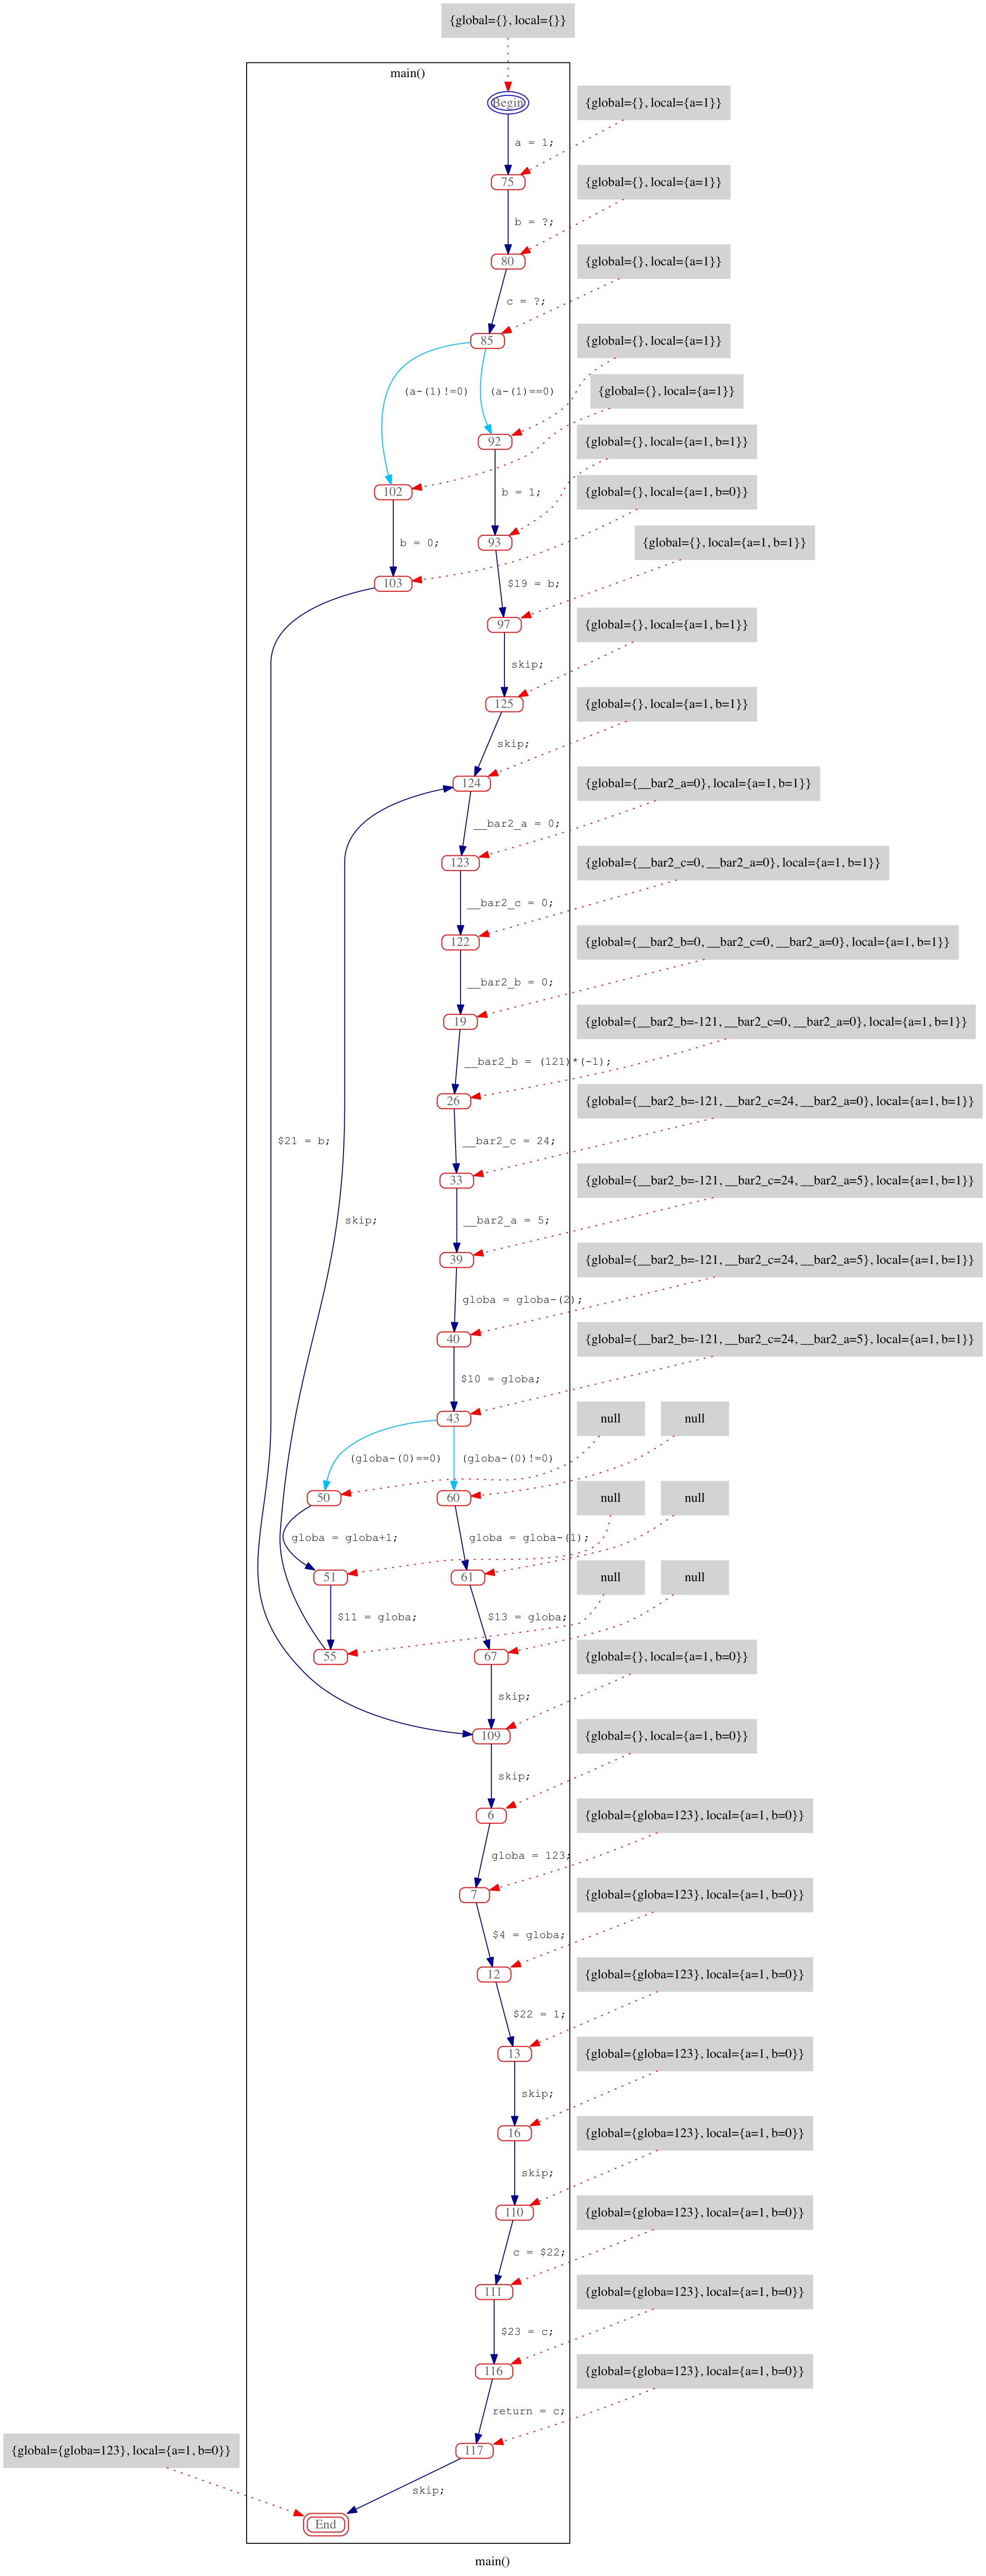 {global={}, local={}}
main()
Begin
{global={}, local={a=1}}
a = 1;
75
{global={}, local={a=1}}
b = ?;
80
{global={}, local={a=1}}
c = ?;
85
{global={}, local={a=1}}
(a-(1)!=0)
(a-(1)==0)
{global={}, local={a=1}}
92
{global={}, local={a=1, b=1}}
102
b = 1;
{global={}, local={a=1, b=0}}
b = 0;
93
{global={}, local={a=1, b=1}}
103
$19 = b;
97
{global={}, local={a=1, b=1}}
skip;
125
{global={}, local={a=1, b=1}}
skip;
124
{global={__bar2_a=0}, local={a=1, b=1}}
__bar2_a = 0;
123
{global={__bar2_c=0, __bar2_a=0}, local={a=1, b=1}}
__bar2_c = 0;
122
{global={__bar2_b=0, __bar2_c=0, __bar2_a=0}, local={a=1, b=1}}
__bar2_b = 0;
19
{global={__bar2_b=-121, __bar2_c=0, __bar2_a=0}, local={a=1, b=1}}
__bar2_b = (121)*(-1);
26
{global={__bar2_b=-121, __bar2_c=24, __bar2_a=0}, local={a=1, b=1}}
$21 = b;
__bar2_c = 24;
33
{global={__bar2_b=-121, __bar2_c=24, __bar2_a=5}, local={a=1, b=1}}
skip;
__bar2_a = 5;
39
{global={__bar2_b=-121, __bar2_c=24, __bar2_a=5}, local={a=1, b=1}}
globa = globa-(2);
40
{global={__bar2_b=-121, __bar2_c=24, __bar2_a=5}, local={a=1, b=1}}
$10 = globa;
43
null
null
(globa-(0)==0)
(globa-(0)!=0)
50
60
null
null
globa = globa+1;
globa = globa-(1);
51
61
null
null
$11 = globa;
$13 = globa;
55
67
{global={}, local={a=1, b=0}}
skip;
109
{global={}, local={a=1, b=0}}
skip;
6
{global={globa=123}, local={a=1, b=0}}
globa = 123;
7
{global={globa=123}, local={a=1, b=0}}
$4 = globa;
12
{global={globa=123}, local={a=1, b=0}}
$22 = 1;
13
{global={globa=123}, local={a=1, b=0}}
skip;
16
{global={globa=123}, local={a=1, b=0}}
skip;
110
{global={globa=123}, local={a=1, b=0}}
c = $22;
111
{global={globa=123}, local={a=1, b=0}}
$23 = c;
116
{global={globa=123}, local={a=1, b=0}}
return = c;
117
{global={globa=123}, local={a=1, b=0}}
skip;
End
main()